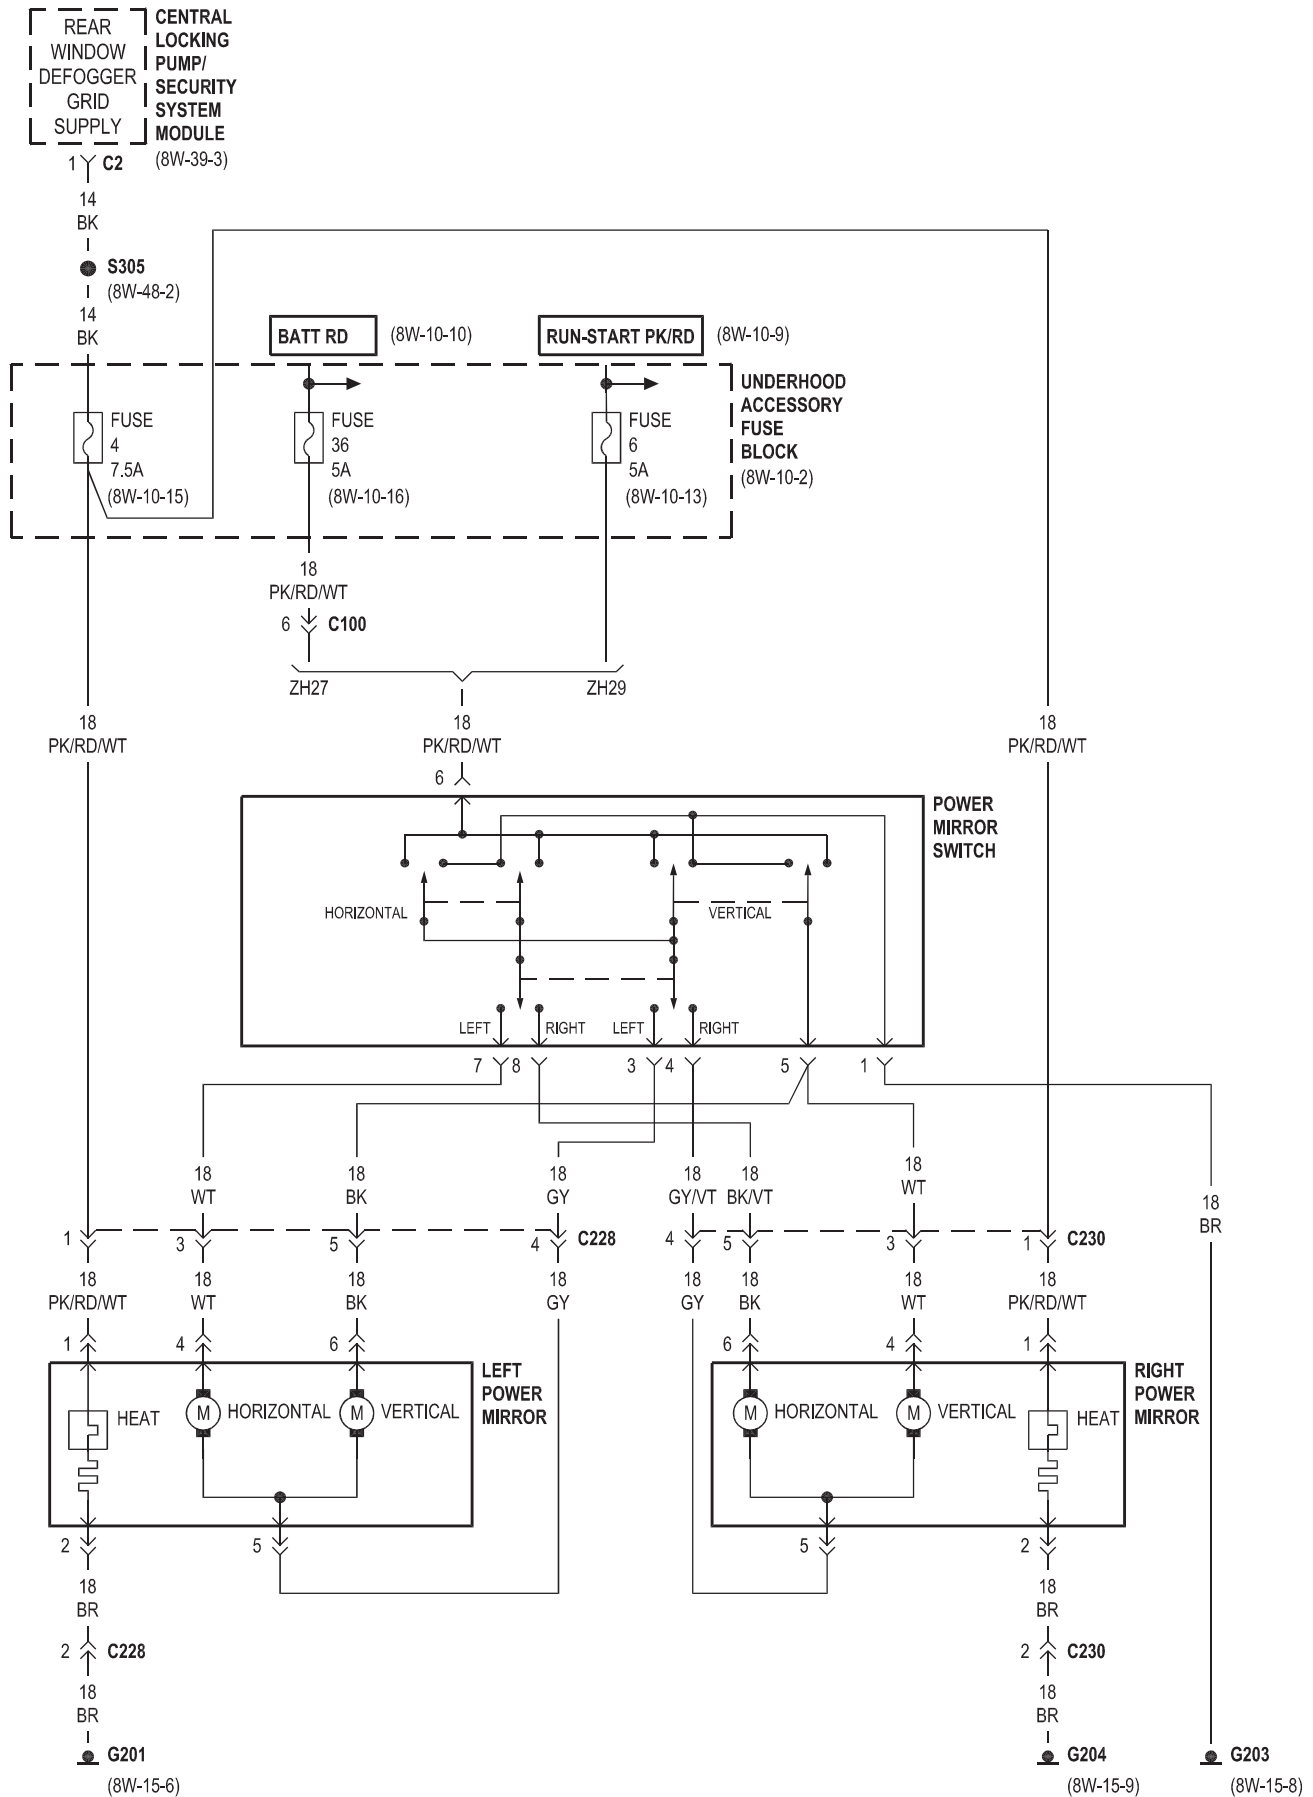 REAR
WINDOW
DEFOGGER
GRID
SUPPLY
CENTRAL
LOCKING
PUMP/
SECURITY
SYSTEM
MODULE
(8W-39-3)
1 C2
14
BK
S305
(8W-48-2)
14
BK
BATT RD (8W-10-10)
RUN-START PK/RD (8W-10-9)
FUSE
4
7.5A
(8W-10-15)
FUSE
36
5A
(8W-10-16)
FUSE
6
5A
(8W-10-13)
UNDERHOOD
ACCESSORY
FUSE
BLOCK
(8W-10-2)
18
PK/RD/WT
6 C100
ZH27 ZH29
18
PK/RD/WT
18
PK/RD/WT
18
PK/RD/WT
6
POWER
MIRROR
SWITCH
HORIZONTAL VERTICAL
LEFT RIGHT LEFT RIGHT
7 8 3 4 5 1
18
WT
18
BK
18
GY
18
GY/VT
18
BK/VT
18
WT
18
BR
1 3 5 4 C228
4 5 3 1 C230
18
PK/RD/WT
18
WT
18
BK
18
GY
18
GY
18
BK
18
WT
18
PK/RD/WT
1 4 6
6 4 1
LEFT
POWER
MIRROR
HEAT M HORIZONTAL M VERTICAL
RIGHT
POWER
MIRROR
M HORIZONTAL M VERTICAL HEAT
2 5
5 2
18
BR
2 C228
18
BR
G201
(8W-15-6)
18
BR
2 C230
18
BR
G204
(8W-15-9)
G203
(8W-15-8)